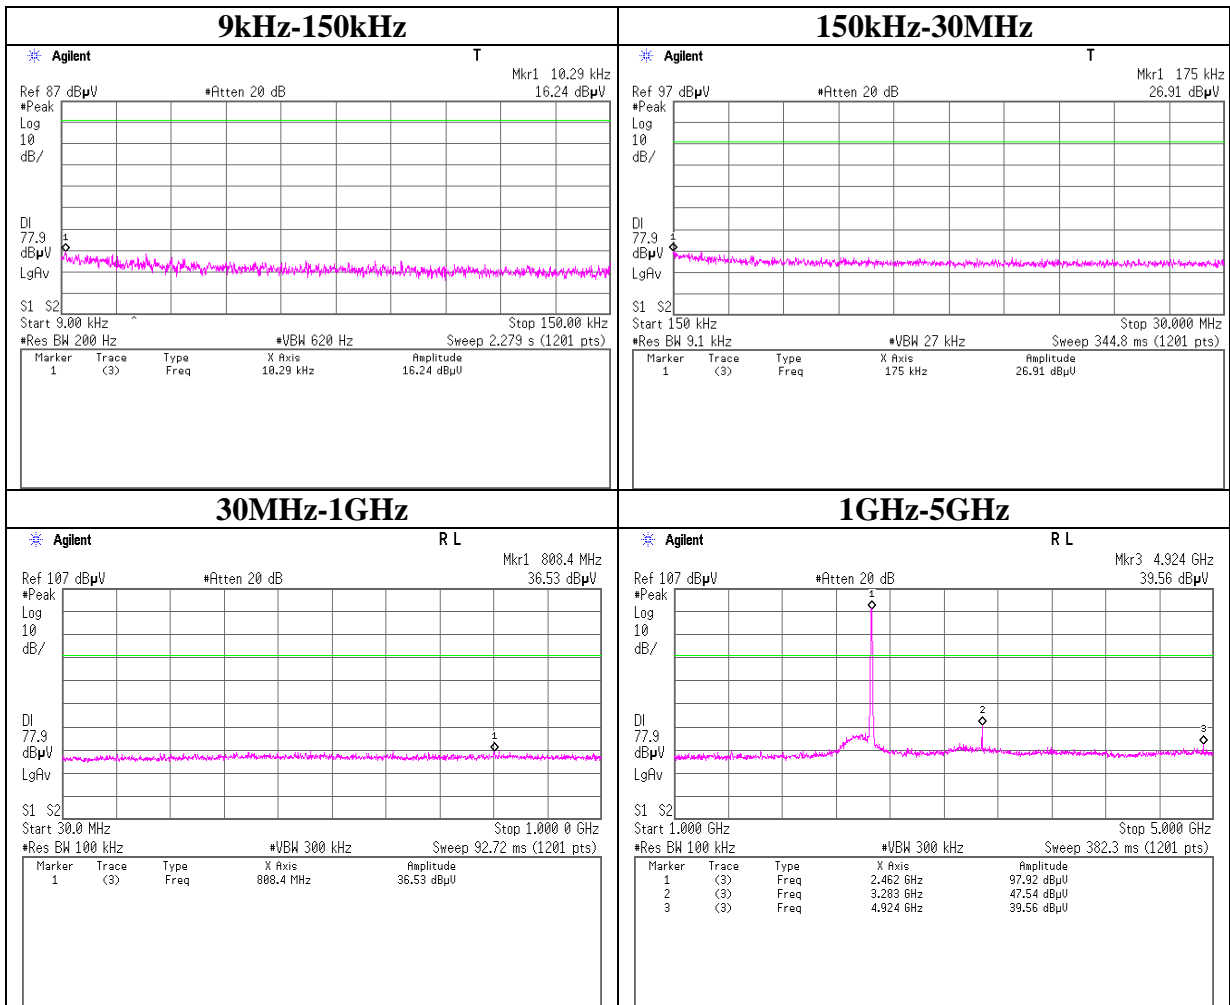 9kHz-150kHz
Agilent T
Mkr1 10.29 kHz
Ref 87 dBµV #Atten 20 dB 16.24 dBµV
#Peak
Log
10
dB/
DI
77.9
dBµV
LgAv
1
S1 S2
Start 9.00 kHz ^ Stop 150.00 kHz
#Res BW 200 Hz #VBW 620 Hz Sweep 2.279 s (1201 pts)
Marker Trace Type X Axis Amplitude
1 (3) Freq 10.29 kHz 16.24 dBµV
150kHz-30MHz
Agilent T
Mkr1 175 kHz
Ref 97 dBµV #Atten 20 dB 26.91 dBµV
#Peak
Log
10
dB/
DI
77.9
dBµV
LgAv
1
S1 S2
Start 150 kHz Stop 30.000 MHz
#Res BW 9.1 kHz #VBW 27 kHz Sweep 344.8 ms (1201 pts)
Marker Trace Type X Axis Amplitude
1 (3) Freq 175 kHz 26.91 dBµV
30MHz-1GHz
Agilent R L
Mkr1 808.4 MHz
Ref 107 dBµV #Atten 20 dB 36.53 dBµV
#Peak
Log
10
dB/
DI
77.9
dBµV
LgAv
1
S1 S2
Start 30.0 MHz Stop 1.000 0 GHz
#Res BW 100 kHz #VBW 300 kHz Sweep 92.72 ms (1201 pts)
Marker Trace Type X Axis Amplitude
1 (3) Freq 808.4 MHz 36.53 dBµV
1GHz-5GHz
Agilent R L
Mkr3 4.924 GHz
Ref 107 dBµV #Atten 20 dB 39.56 dBµV
#Peak
Log
10
dB/
1
2
3
DI
77.9
dBµV
LgAv
S1 S2
Start 1.000 GHz Stop 5.000 GHz
#Res BW 100 kHz #VBW 300 kHz Sweep 382.3 ms (1201 pts)
Marker Trace Type X Axis Amplitude
1 (3) Freq 2.462 GHz 97.92 dBµV
2 (3) Freq 3.283 GHz 47.54 dBµV
3 (3) Freq 4.924 GHz 39.56 dBµV